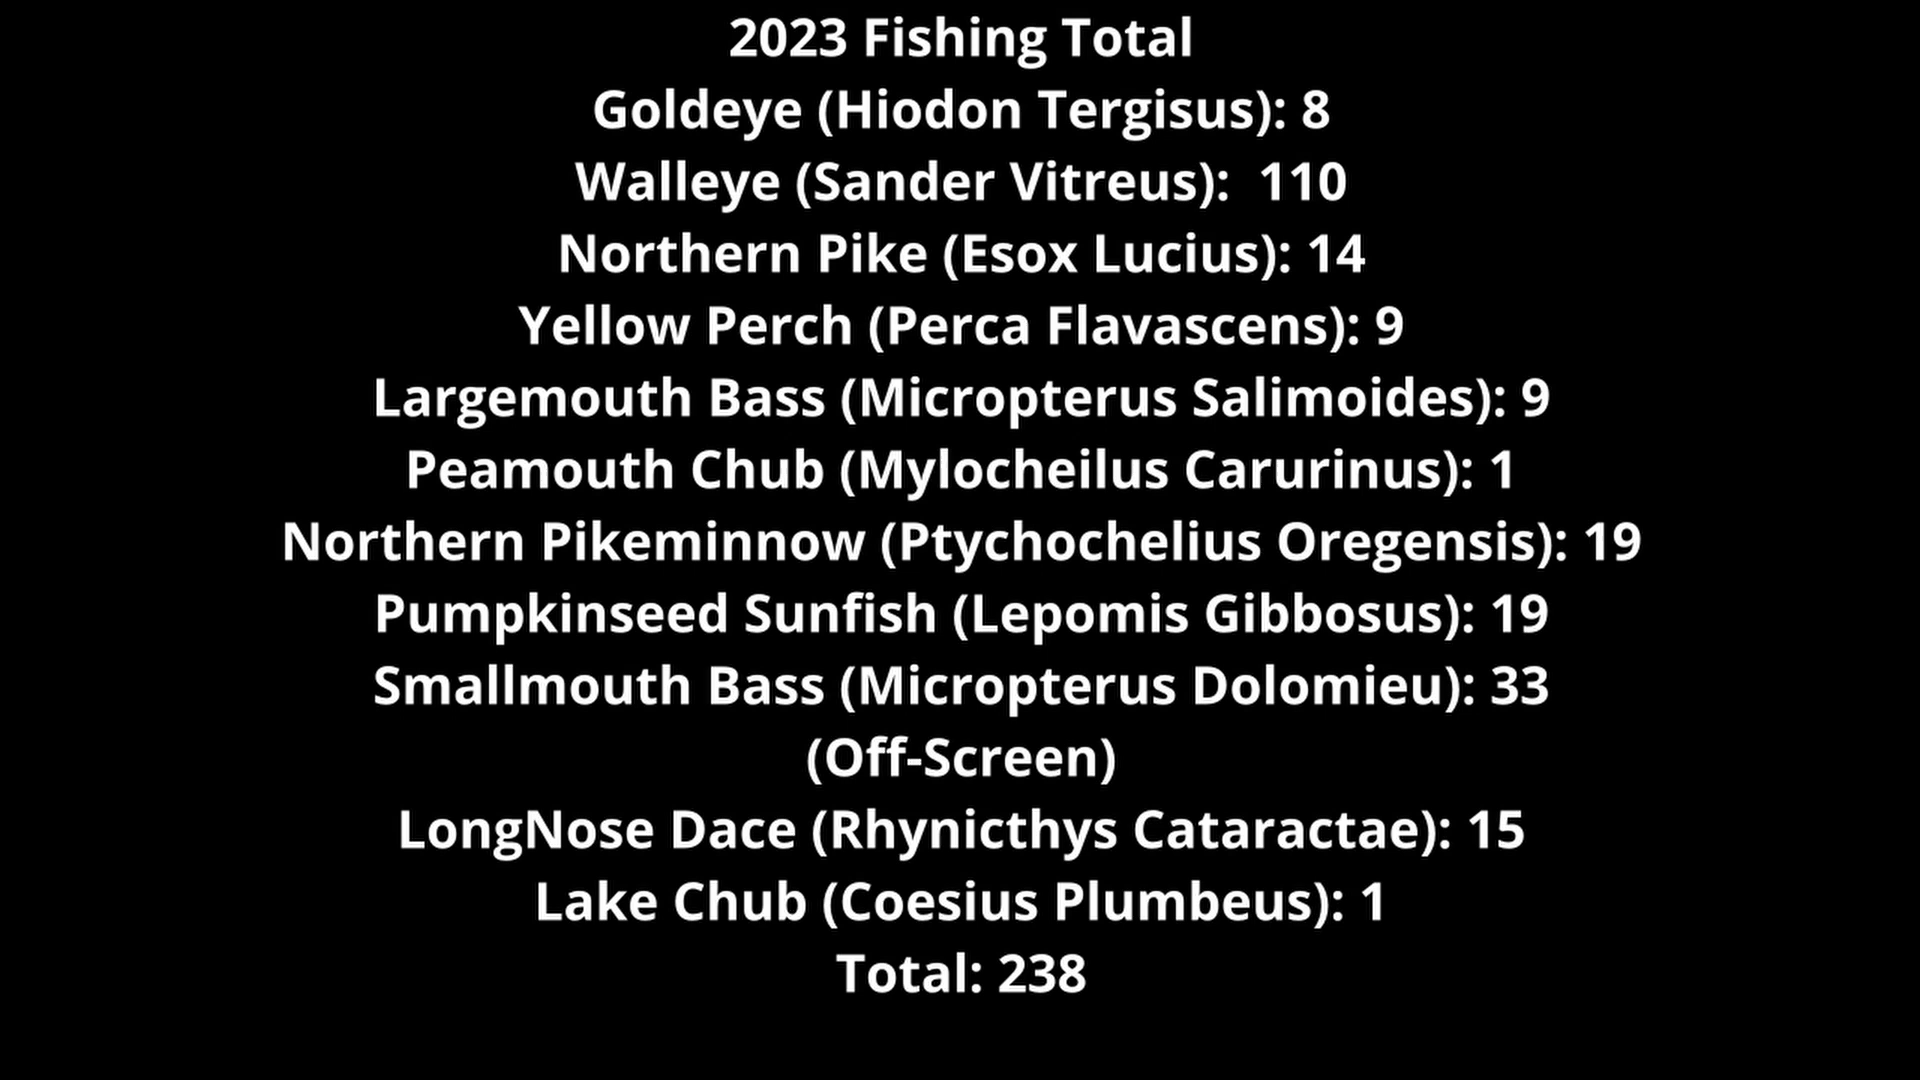 2023 Fishing Total
Goldeye (Hiodon Tergisus): 8
Walleye (Sander Vitreus):  110
Northern Pike (Esox Lucius): 14
Yellow Perch (Perca Flavascens): 9
Largemouth Bass (Micropterus Salimoides): 9
Peamouth Chub (Mylocheilus Carurinus): 1
Northern Pikeminnow (Ptychochelius Oregensis): 19
Pumpkinseed Sunfish (Lepomis Gibbosus): 19
Smallmouth Bass (Micropterus Dolomieu): 33
(Off-Screen)
LongNose Dace (Rhynicthys Cataractae): 15
Lake Chub (Coesius Plumbeus): 1
Total: 238